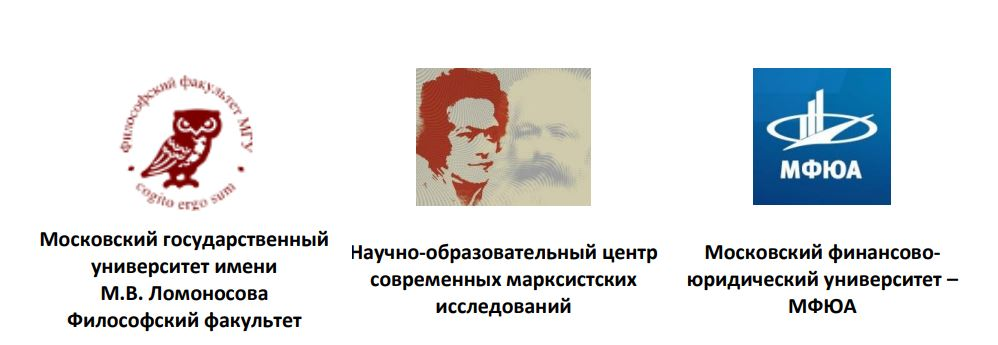 философский факультет МГУ
cogito ergo sum
Московский государственный
университет имени
М.В. Ломоносова
Философский факультет
Научно-образовательный центр
современных марксистских
исследований
МФЮА
Московский финансово-
юридический университет –
МФЮА